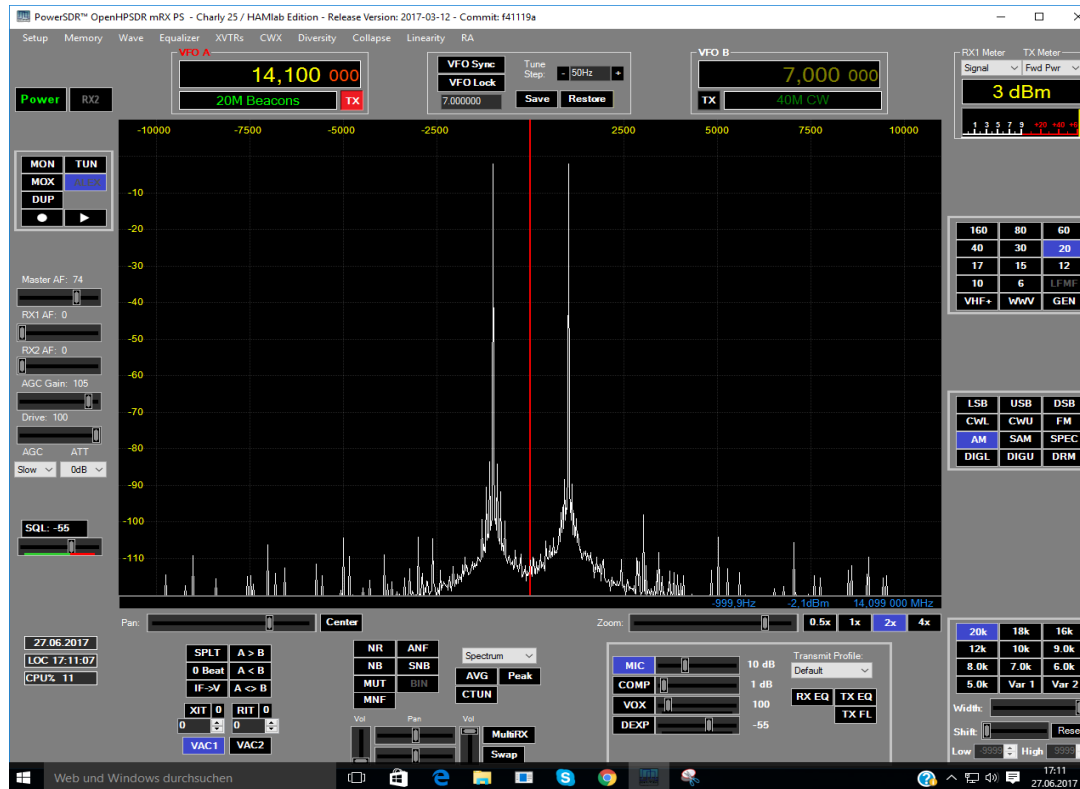 PowerSDR™ OpenHPSDR mRX PS - Charly 25 / HAMlab Edition - Release Version: 2017-03-12 - Commit: f41119a
Setup Memory Wave Equalizer XVTRs CWX Diversity Collapse Linearity RA
VFO A
14,100 000
20M Beacons TX
VFO Sync
VFO Lock
7.000000
Tune Step: - 50Hz +
Save Restore
VFO B
7,000 000
TX 40M CW
RX1 Meter TX Meter
Signal Fwd Pwr
3 dBm
1 3 5 7 9 +20 +40
Power RX2
-10000 -7500 -5000 -2500 2500 5000 7500 10000
-10
-20
-30
-40
-50
-60
-70
-80
-90
-100
-110
-999,9Hz -2,1dBm 14,099 000 MHz
MON TUN
MOX
DUP
Master AF: 74
RX1 AF: 0
RX2 AF: 0
AGC Gain: 105
Drive: 100
AGC ATT
Slow 0dB
SQL: -55
160 80 60
40 30 20
17 15 12
10 6 LFMF
VHF+ WWV GEN
LSB USB DSB
CWL CWU FM
AM SAM SPEC
DIGL DIGU DRM
Pan: Center
Zoom: 0.5x 1x 2x 4x
27.06.2017
LOC 17:11:07
CPU% 11
SPLT A > B
0 Beat A < B
IF->V A <> B
XIT 0 RIT 0
0 0
VAC1 VAC2
NR ANF
NB SNB
MUT BIN
MNF
Spectrum
AVG Peak
CTUN
Vol Pan Vol
MultiRX
Swap
MIC 10 dB
COMP 1 dB
VOX 100
DEXP -55
Transmit Profile:
Default
RX EQ TX EQ
TX FL
20k 18k 16k
12k 10k 9.0k
8.0k 7.0k 6.0k
5.0k Var 1 Var 2
Width:
Shift: Rese
Low -9999 High 9999
Web und Windows durchsuchen
17:11
27.06.2017